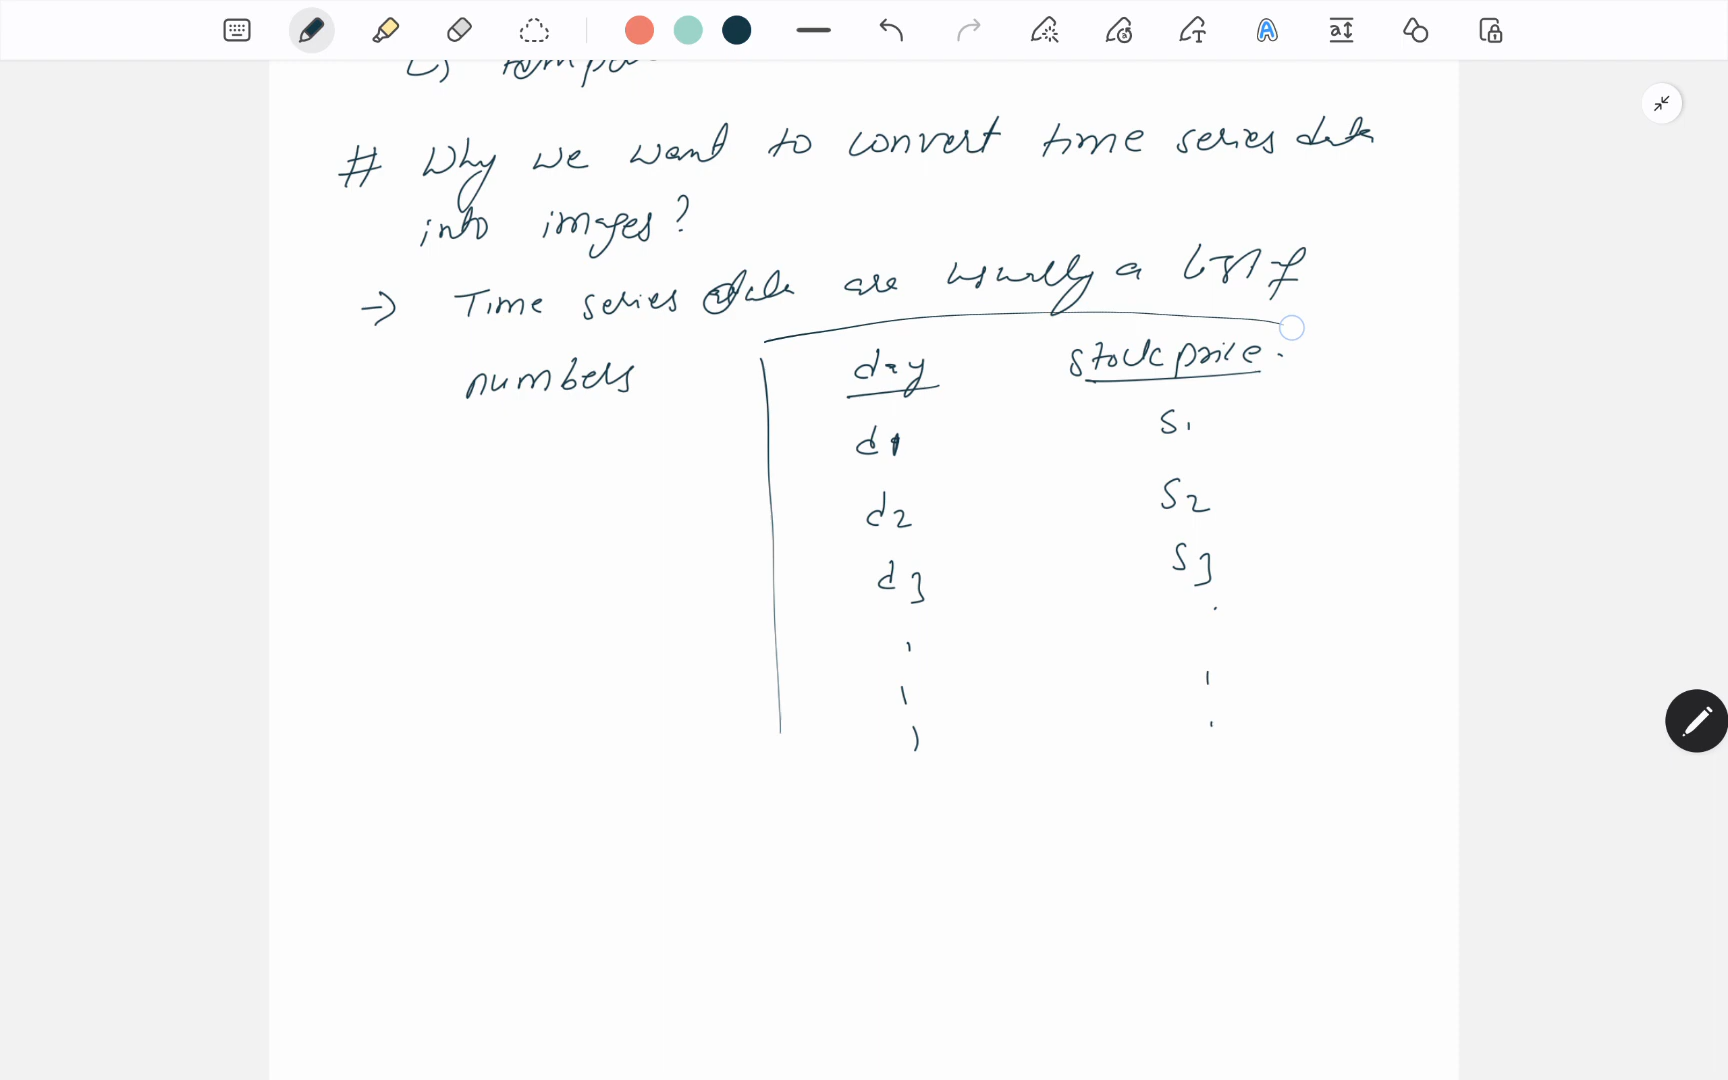 # Why we want to convert time series data
into images?
→ Time series data are usually a list of
numbers
day stock price.
d1 S1
d2 S2
d3 S3